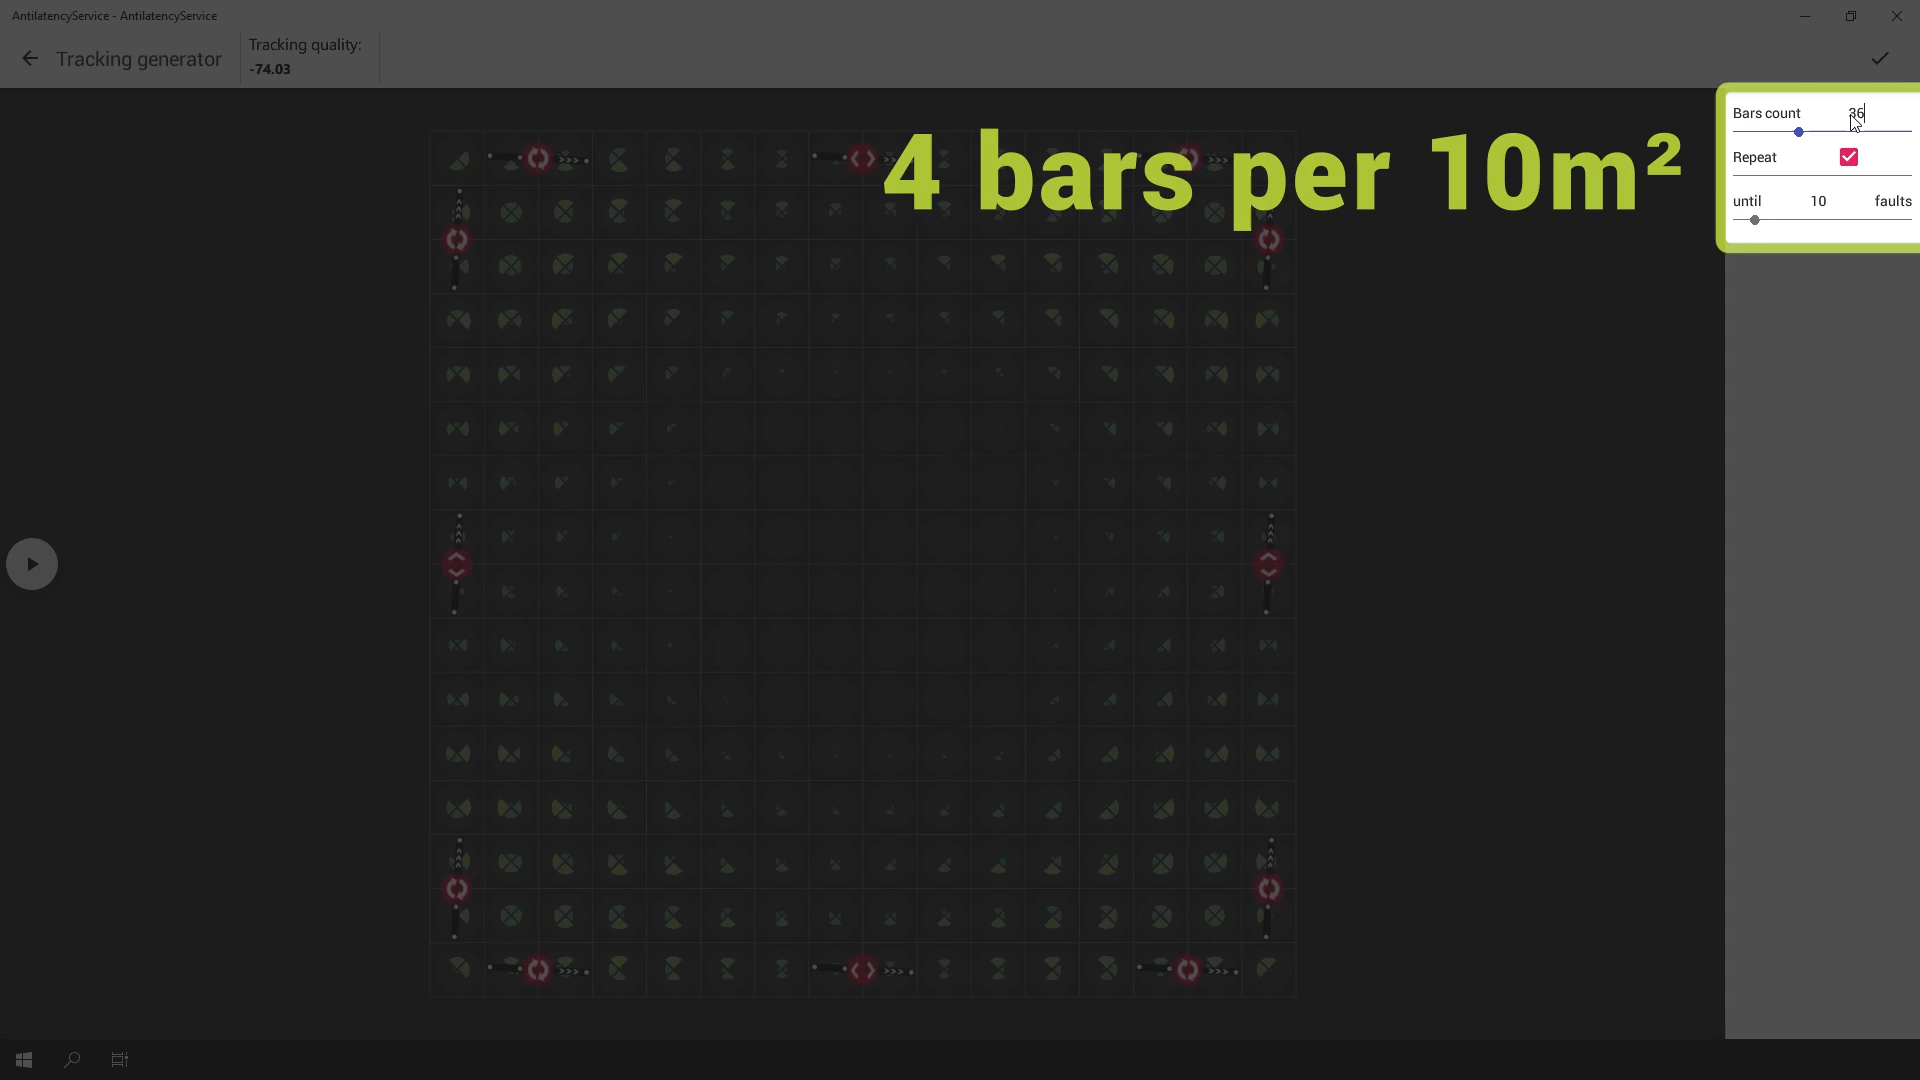 AntilatencyService - AntilatencyService
Tracking generator
Tracking quality:
-74.03
Bars count 36
Repeat
until 10 faults
4 bars per 10m²